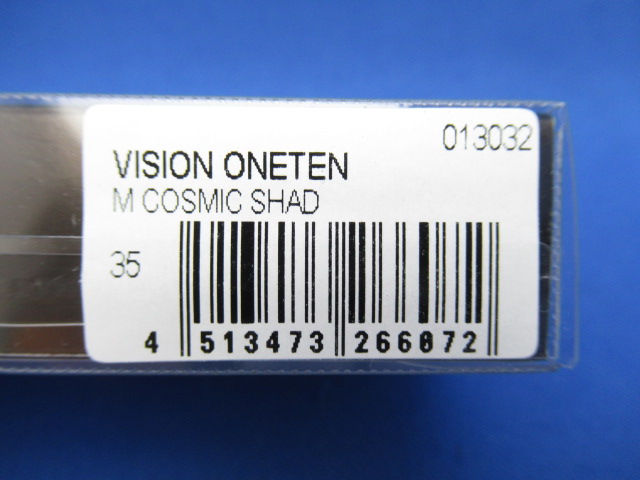 013032
VISION ONETEN
M COSMIC SHAD
35
4 513473 266072